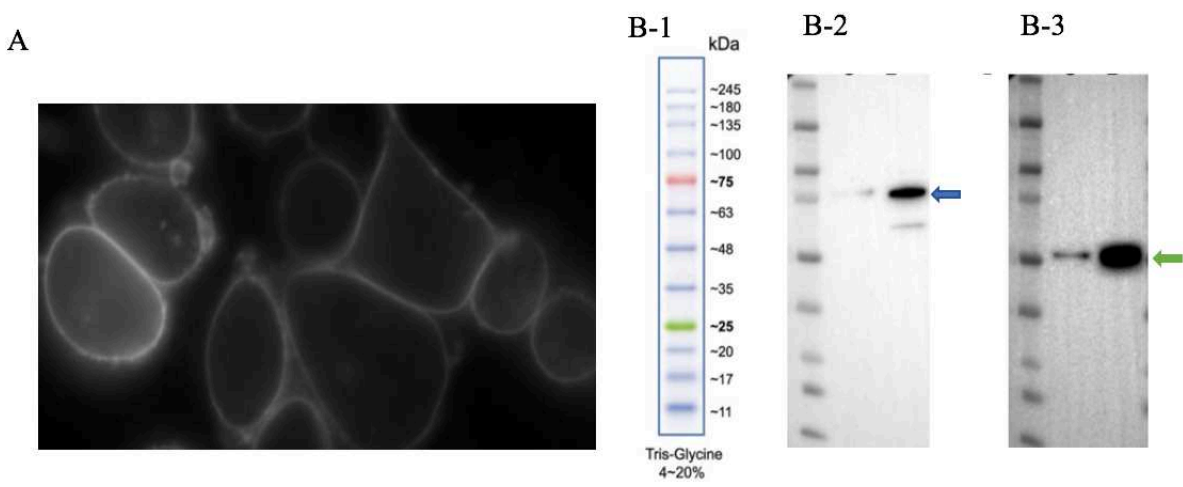 A
B-1
B-2
B-3
kDa
~245
~180
~135
~100
~75
~63
~48
~35
~25
~20
~17
~11
Tris-Glycine
4~20%